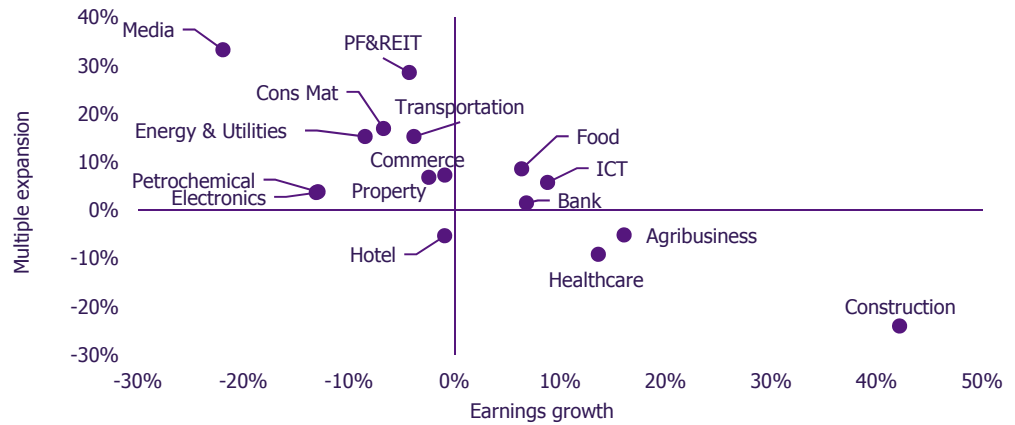 40%
Media
PF&REIT
30%
Cons Mat
Transportation
20%
Energy & Utilities
Food
Commerce
10%
ICT
Petrochemical
Property
Electronics
Bank
0%
Agribusiness
Hotel
-10%
Healthcare
-20%
Construction
-30%
Multiple expansion
-30%
-20%
-10%
0%
10%
20%
30%
40%
50%
Earnings growth